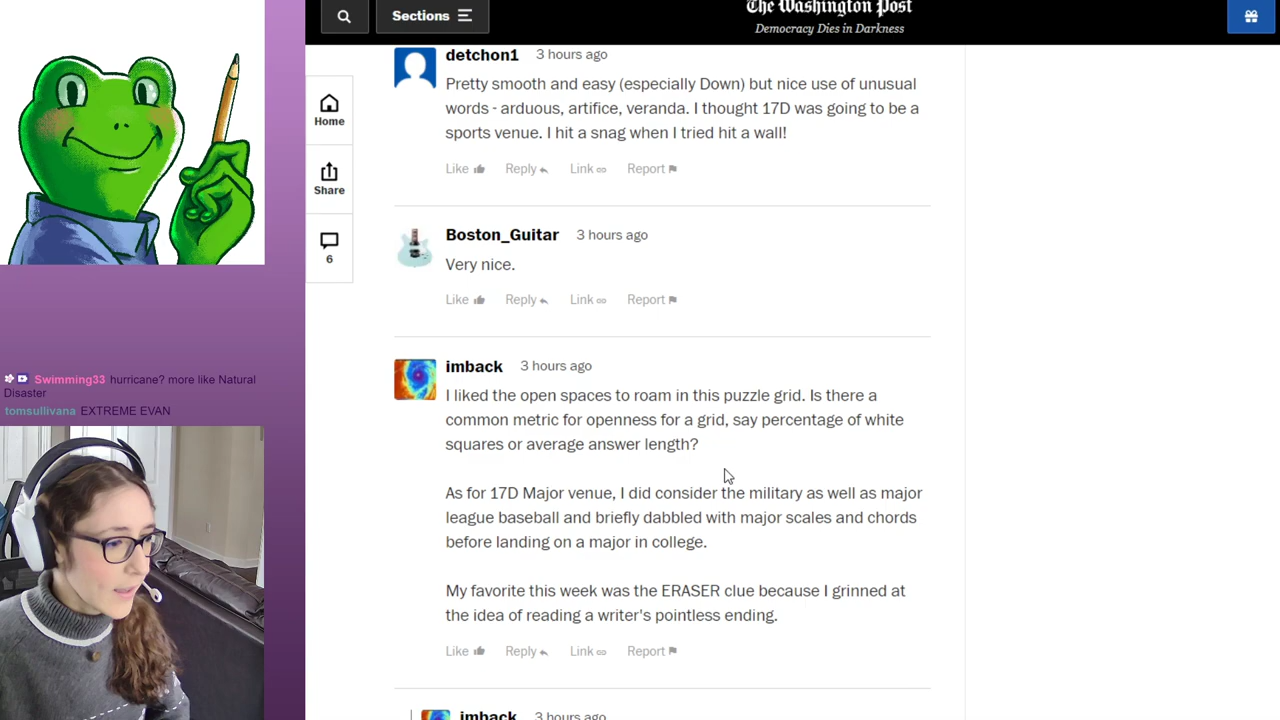 The Washington Post
Democracy Dies in Darkness
Sections
Home
Share
6
detchon1 3 hours ago
Pretty smooth and easy (especially Down) but nice use of unusual
words - arduous, artifice, veranda. I thought 17D was going to be a
sports venue. I hit a snag when I tried hit a wall!
Like Reply Link Report
Boston_Guitar 3 hours ago
Very nice.
Like Reply Link Report
imback 3 hours ago
I liked the open spaces to roam in this puzzle grid. Is there a
common metric for openness for a grid, say percentage of white
squares or average answer length?
As for 17D Major venue, I did consider the military as well as major
league baseball and briefly dabbled with major scales and chords
before landing on a major in college.
My favorite this week was the ERASER clue because I grinned at
the idea of reading a writer's pointless ending.
Like Reply Link Report
imback 3 hours ago
Swimming33 hurricane? more like Natural
Disaster
tomsullivana EXTREME EVAN